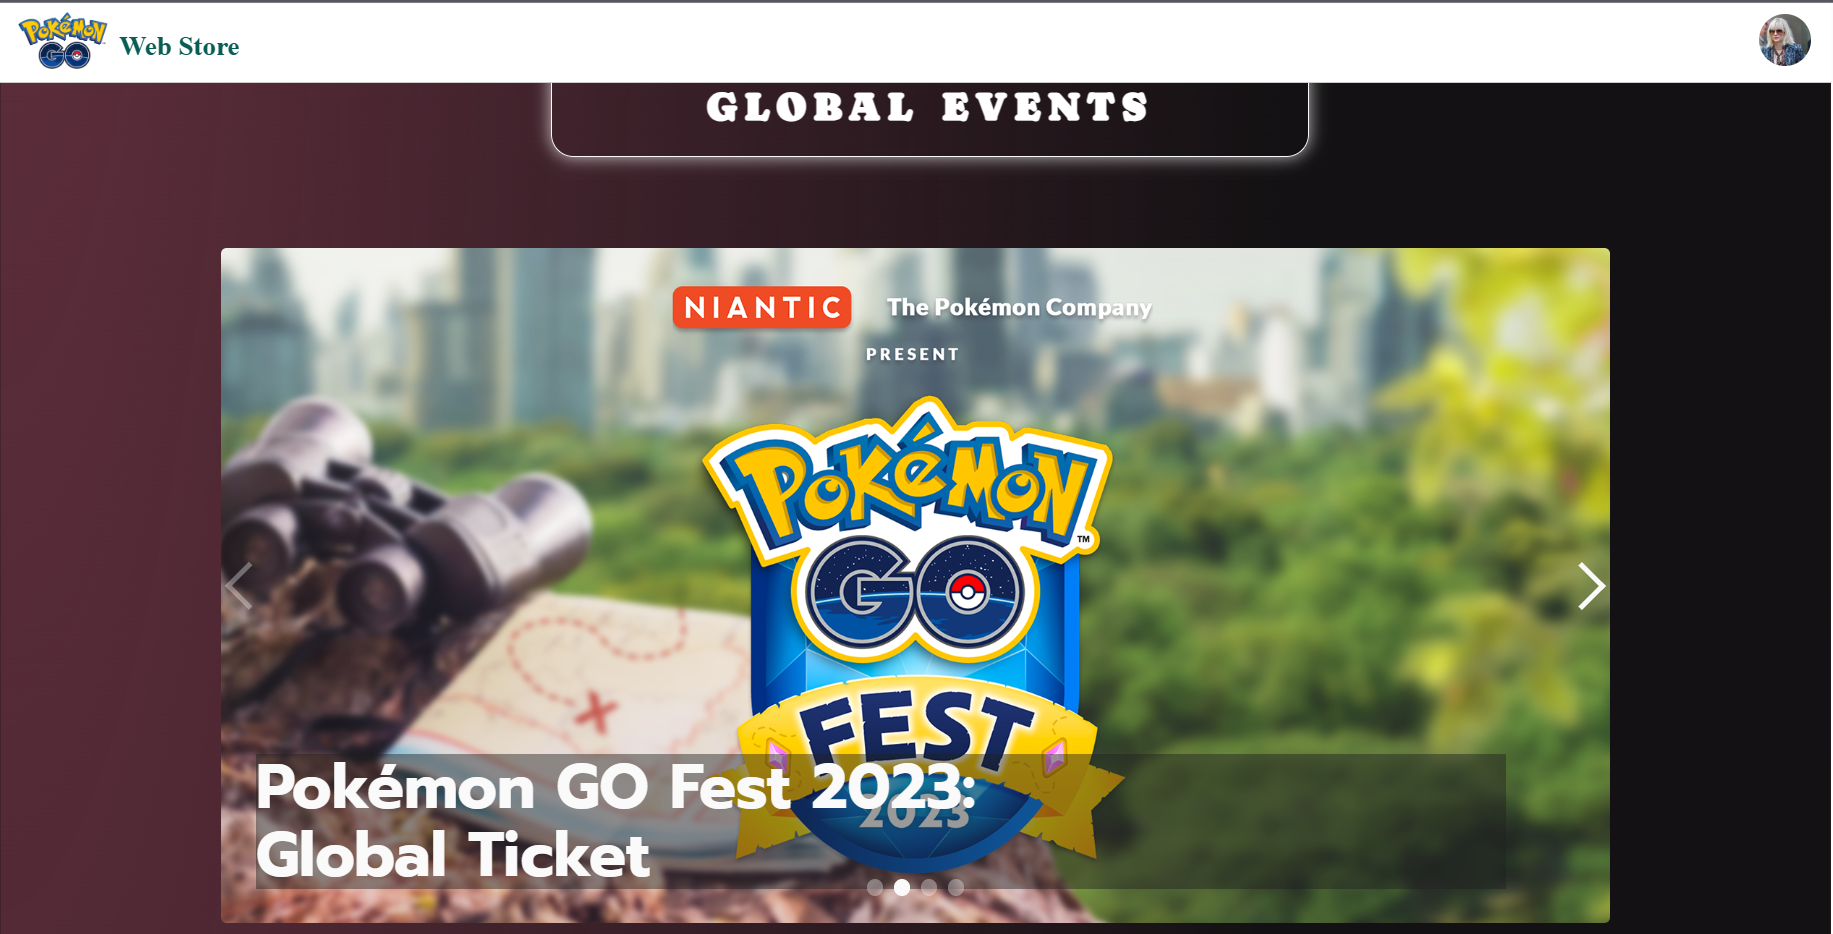 POKÉMON
GO
Web Store
GLOBAL EVENTS
NIANTIC The Pokémon Company
PRESENT
POKÉMON
TM
GO
FEST
2023
Pokémon GO Fest 2023:
Global Ticket